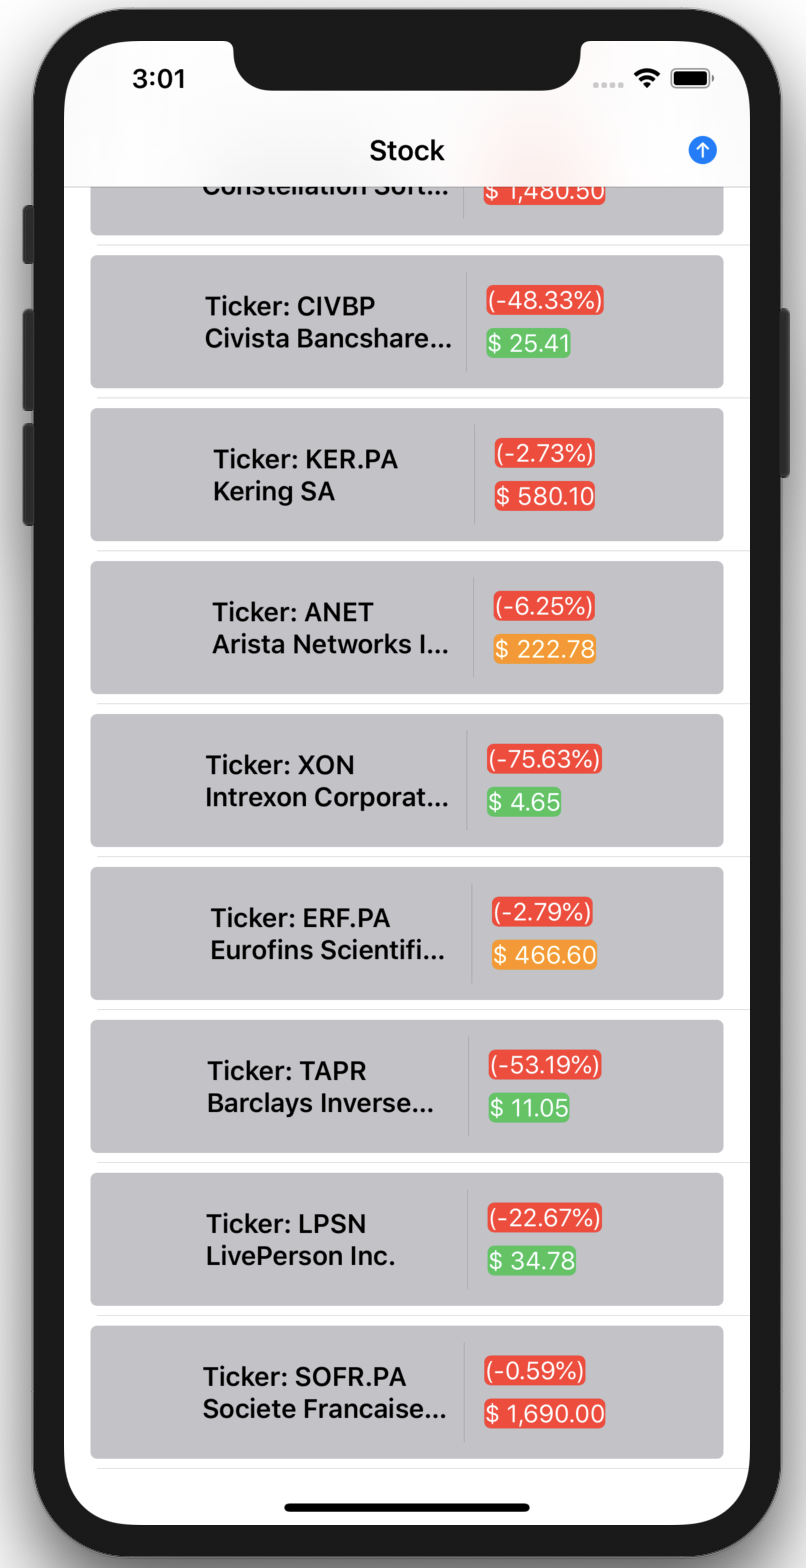 3:01
Stock
Constellation Soft...
$ 1,480.50
Ticker: CIVBP
Civista Bancshare...
(-48.33%)
$ 25.41
Ticker: KER.PA
Kering SA
(-2.73%)
$ 580.10
Ticker: ANET
Arista Networks I...
(-6.25%)
$ 222.78
Ticker: XON
Intrexon Corporat...
(-75.63%)
$ 4.65
Ticker: ERF.PA
Eurofins Scientifi...
(-2.79%)
$ 466.60
Ticker: TAPR
Barclays Inverse...
(-53.19%)
$ 11.05
Ticker: LPSN
LivePerson Inc.
(-22.67%)
$ 34.78
Ticker: SOFR.PA
Societe Francaise...
(-0.59%)
$ 1,690.00